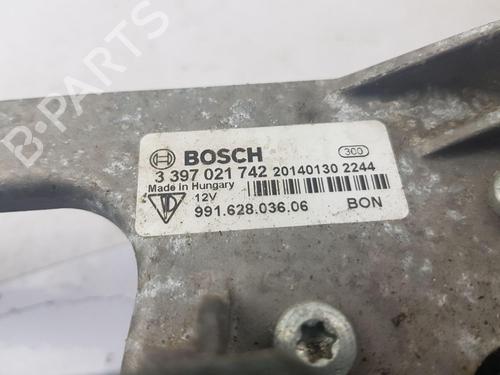 B-PARTS
BOSCH
300
3 397 021 742 20140130 2244
Made in Hungary
12V
991.628.036.06 BON